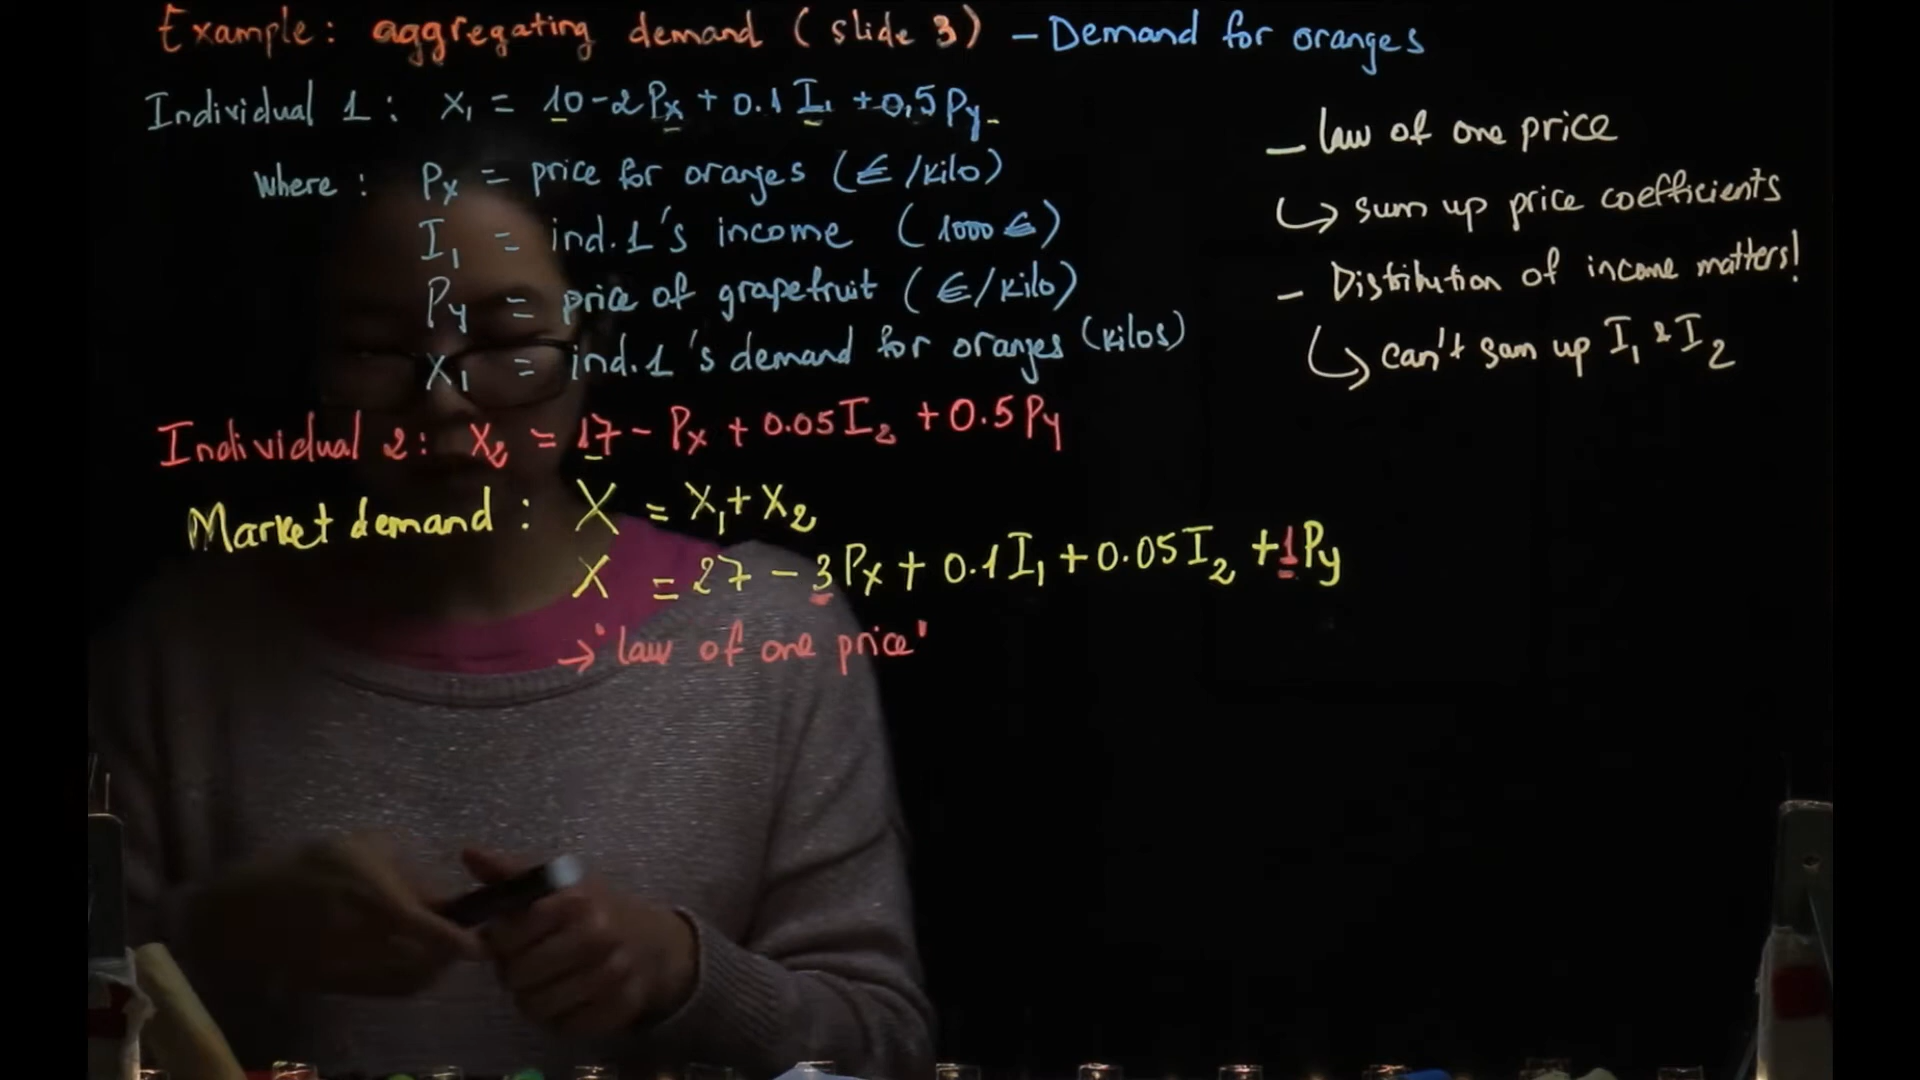 Example: aggregating demand (slide 3) – Demand for oranges
Individual 1: X₁ = 10-2Px + 0.1 I₁ + 0,5 Py
where: Px = price for oranges (€/kilo)
I₁ = ind. 1's income (1000 €)
Py = price of grapefruit (€/kilo)
X₁ = ind. 1's demand for oranges (kilos)
Individual 2: X₂ = 17 - Px + 0.05 I₂ + 0.5 Py
Market demand: X = X₁ + X₂
X = 27 - 3Px + 0.1 I₁ + 0.05 I₂ + 1Py
→ 'law of one price'
– law of one price
↳ sum up price coefficients
– Distribution of income matters!
↳ can't sum up I₁ & I₂